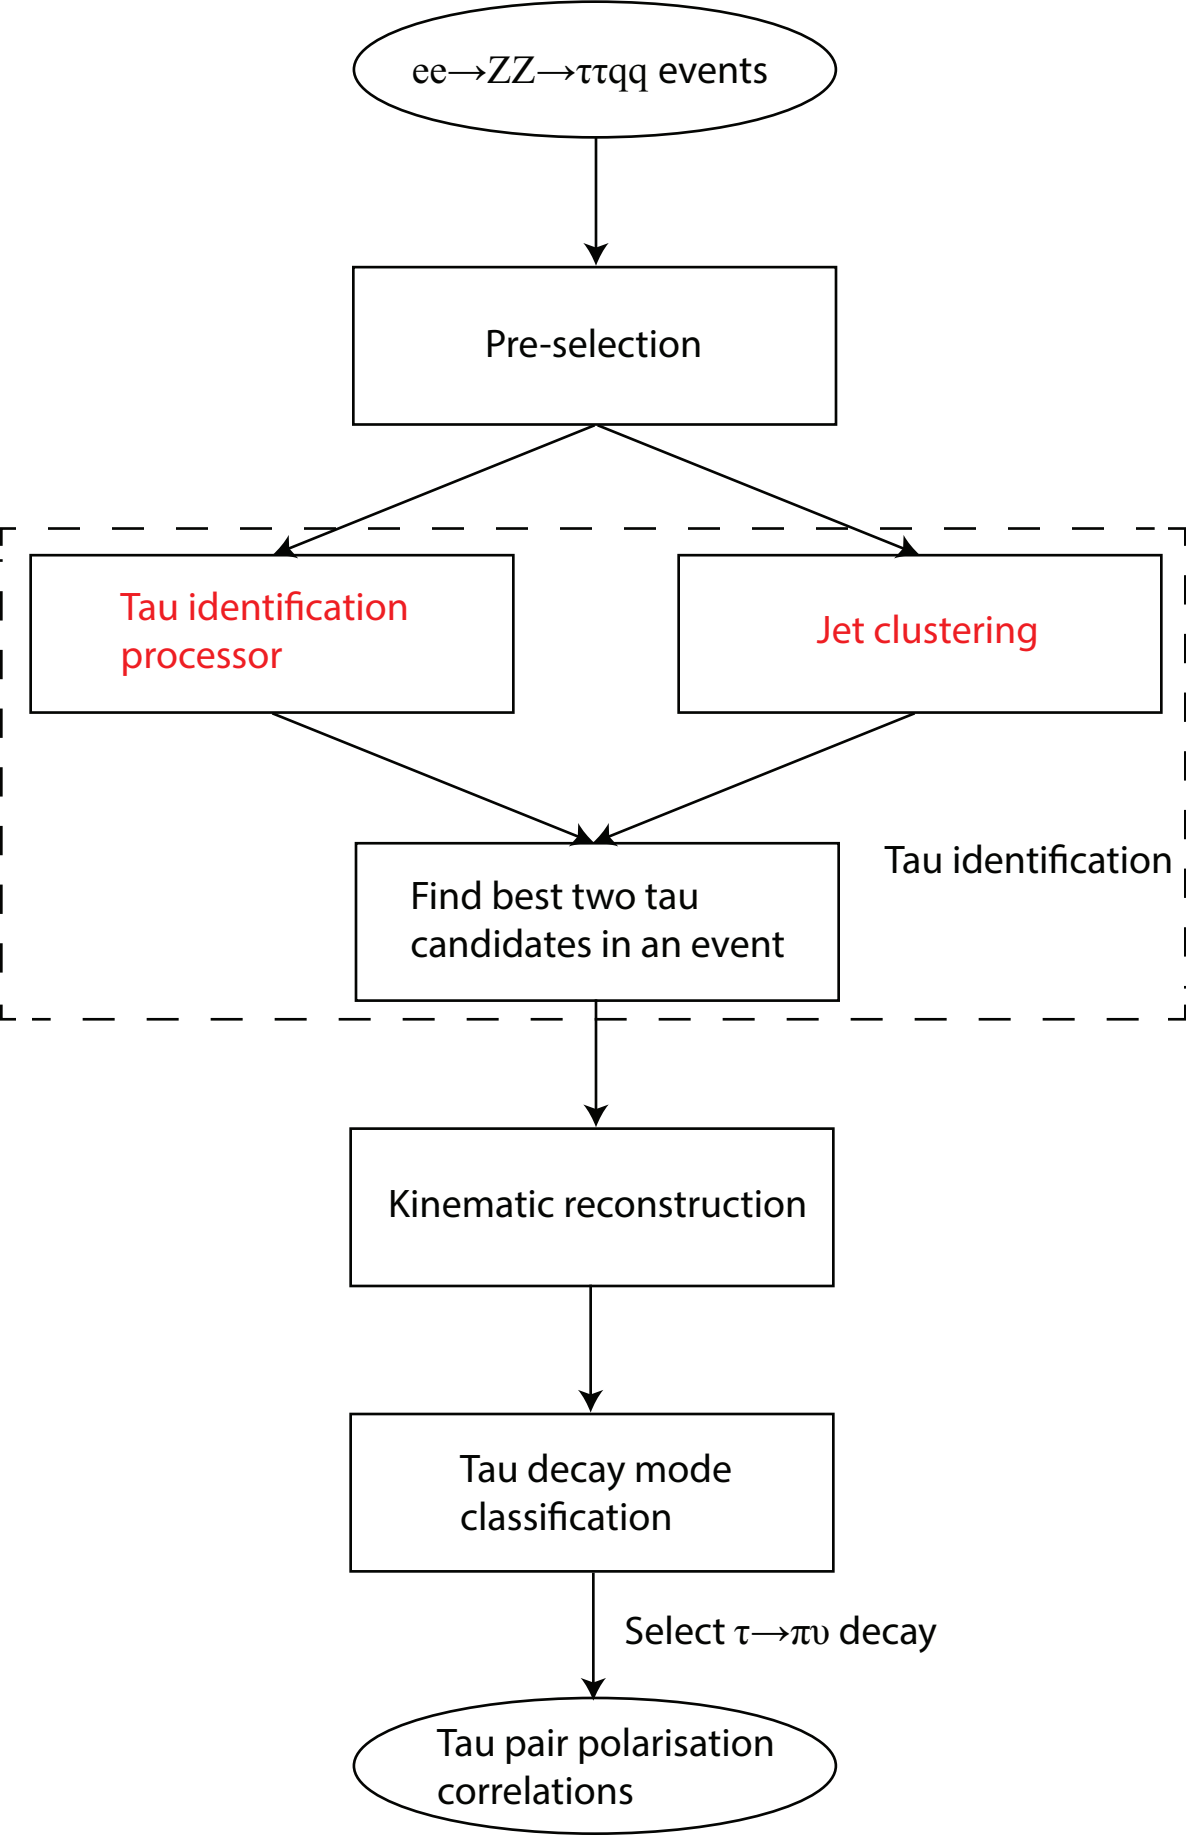 ee→ZZ→ττqq events
Pre-selection
Tau identification
processor
Jet clustering
Find best two tau
candidates in an event
Tau identification
Kinematic reconstruction
Tau decay mode
classification
Select τ→πυ decay
Tau pair polarisation
correlations